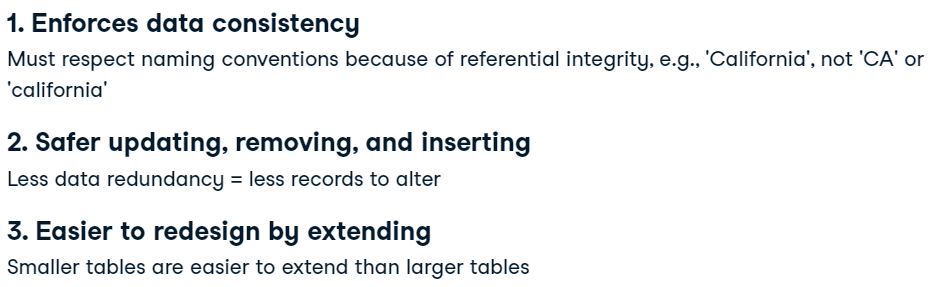 1. Enforces data consistency
Must respect naming conventions because of referential integrity, e.g., 'California', not 'CA' or
'california'
2. Safer updating, removing, and inserting
Less data redundancy = less records to alter
3. Easier to redesign by extending
Smaller tables are easier to extend than larger tables